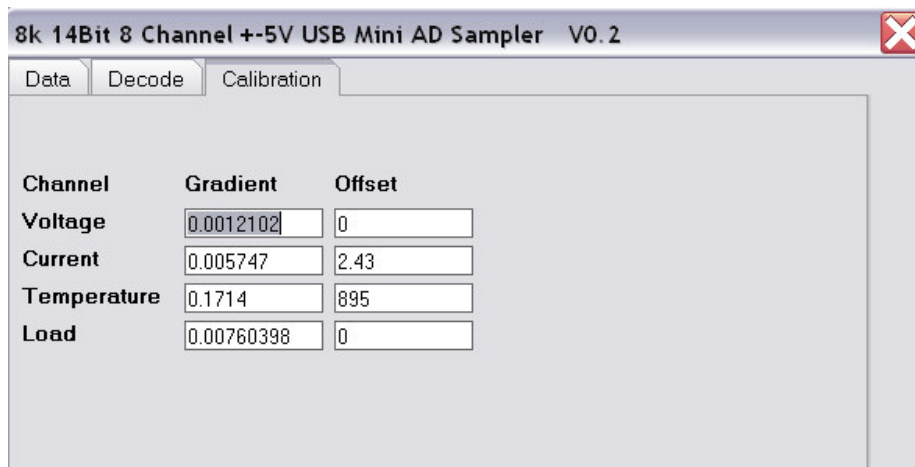 8k 14Bit 8 Channel +-5V USB Mini AD Sampler V0.2
Data Decode Calibration
Channel Gradient Offset
Voltage 0.0012102 0
Current 0.005747 2.43
Temperature 0.1714 895
Load 0.00760398 0